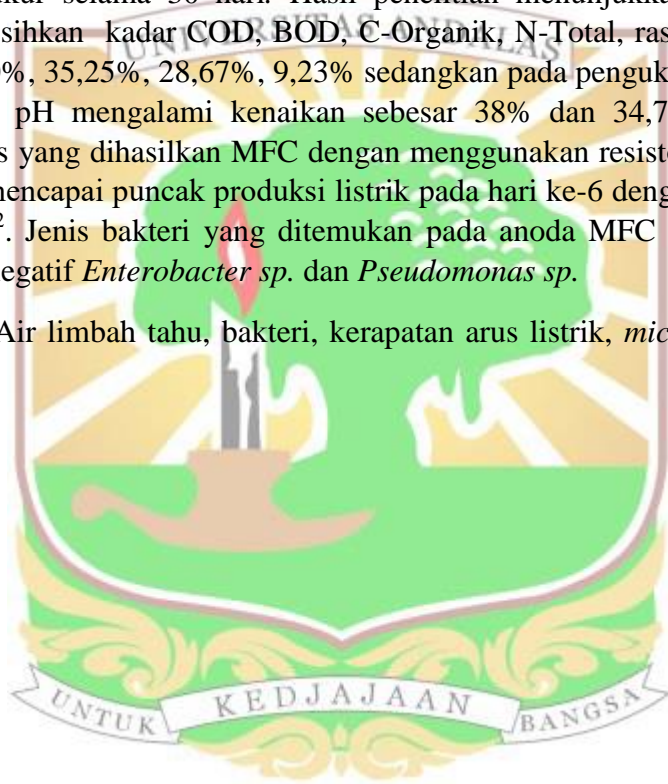 selama 30 hari. Hasil penelitian menunjukka
sihkan kadar COD, BOD, C-Organik, N-Total, ras
UNIVERSITAS ANDALAS
%, 35,25%, 28,67%, 9,23% sedangkan pada penguk
pH mengalami kenaikan sebesar 38% dan 34,7
s yang dihasilkan MFC dengan menggunakan resisto
mencapai puncak produksi listrik pada hari ke-6 deng
². Jenis bakteri yang ditemukan pada anoda MFC
egatif Enterobacter sp. dan Pseudomonas sp.
Air limbah tahu, bakteri, kerapatan arus listrik, mic
UNTUK KEDJAJAAN BANGSA